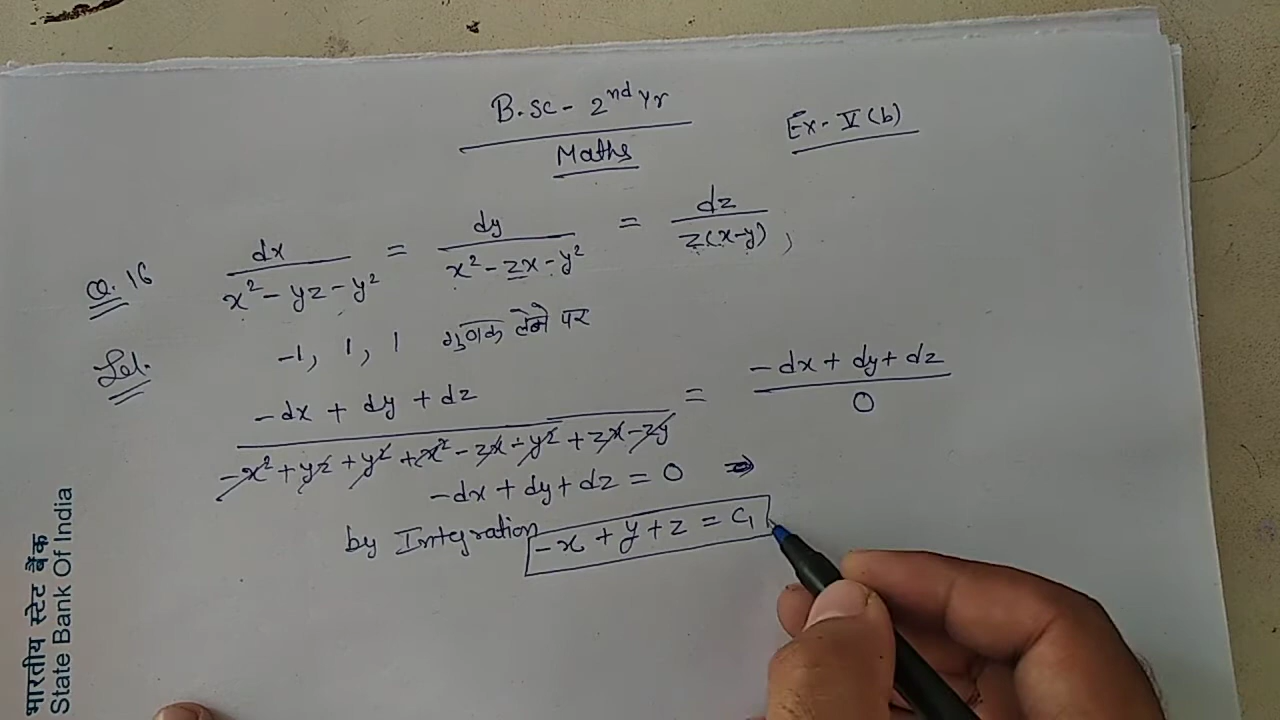 B.Sc - 2nd Yr
Maths
Ex- V(b)
Q.16 dx/(x² - yz - y²) = dy/(x² - zx - y²) = dz/(z(x-y)),
Sol. -1, 1, 1 गुणक लेने पर
(-dx + dy + dz)/(-x² + yz + y² + x² - zx - y² + zx - zy) = (-dx + dy + dz)/0
-dx + dy + dz = 0 ⇒
by Integration -x + y + z = C₁
भारतीय स्टेट बैंक
State Bank Of India